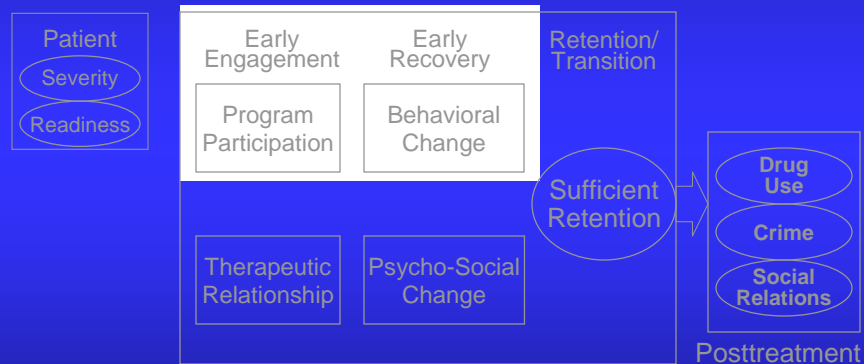 Patient
Severity
Readiness
Early
Engagement
Program
Participation
Therapeutic
Relationship
Early
Recovery
Behavioral
Change
Psycho-Social
Change
Retention/
Transition
Sufficient
Retention
Drug
Use
Crime
Social
Relations
Posttreatment